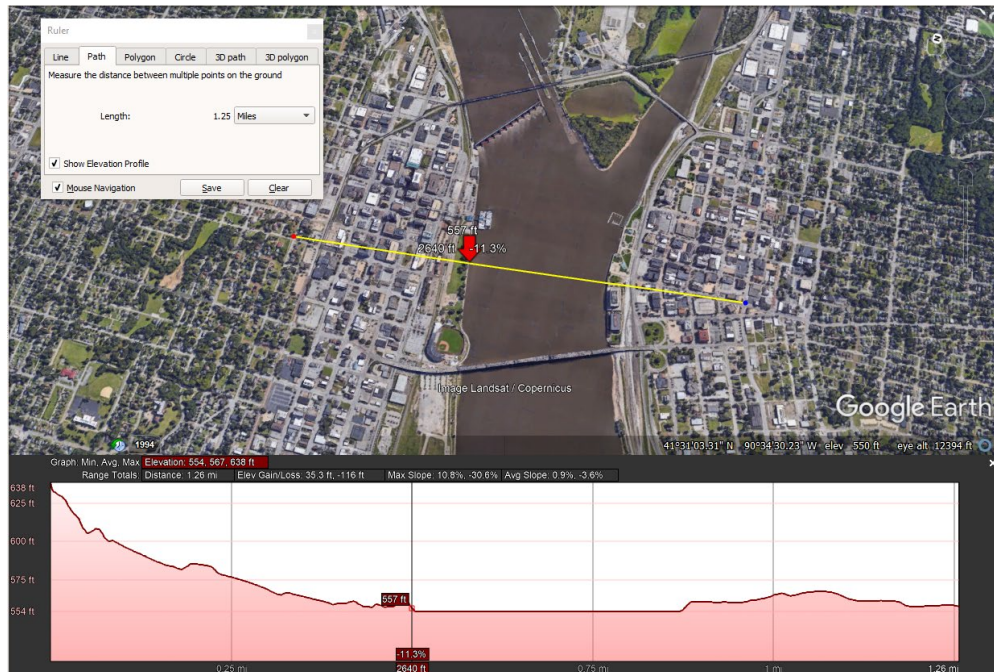 Ruler
Line Path Polygon Circle 3D path 3D polygon
Measure the distance between multiple points on the ground
Length: 1.25 Miles
Show Elevation Profile
Mouse Navigation Save Clear
N
557 ft
2640 ft -11.3%
Image Landsat / Copernicus
Google Earth
1994
41°31'03.31" N 90°34'30.23" W elev 550 ft eye alt 12394 ft
Graph: Min, Avg, Max Elevation: 554, 567, 638 ft
Range Totals: Distance: 1.26 mi Elev Gain/Loss: 35.3 ft, -116 ft Max Slope: 10.8%, -30.6% Avg Slope: 0.9%, -3.6%
638 ft
625 ft
600 ft
575 ft
557 ft
554 ft
-11.3%
0.25 mi 2640 ft 0.75 mi 1 mi 1.26 mi